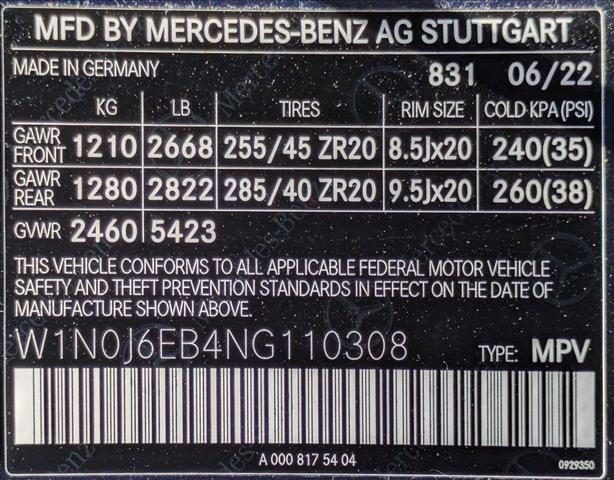 MFD BY MERCEDES-BENZ AG STUTTGART
MADE IN GERMANY 831 06/22
KG LB TIRES RIM SIZE COLD KPA (PSI)
GAWR FRONT 1210 2668 255/45 ZR20 8.5Jx20 240(35)
GAWR REAR 1280 2822 285/40 ZR20 9.5Jx20 260(38)
GVWR 2460 5423
THIS VEHICLE CONFORMS TO ALL APPLICABLE FEDERAL MOTOR VEHICLE
SAFETY AND THEFT PREVENTION STANDARDS IN EFFECT ON THE DATE OF
MANUFACTURE SHOWN ABOVE.
W1N0J6EB4NG110308 TYPE: MPV
A 000 817 54 04 0929350